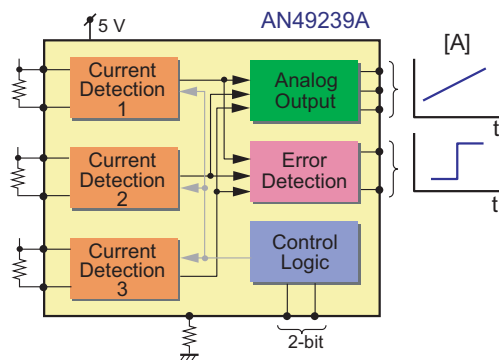 AN49239A
5 V
Current
Detection
1
Analog
Output
[A]
t
Current
Detection
2
Error
Detection
t
Current
Detection
3
Control
Logic
2-bit